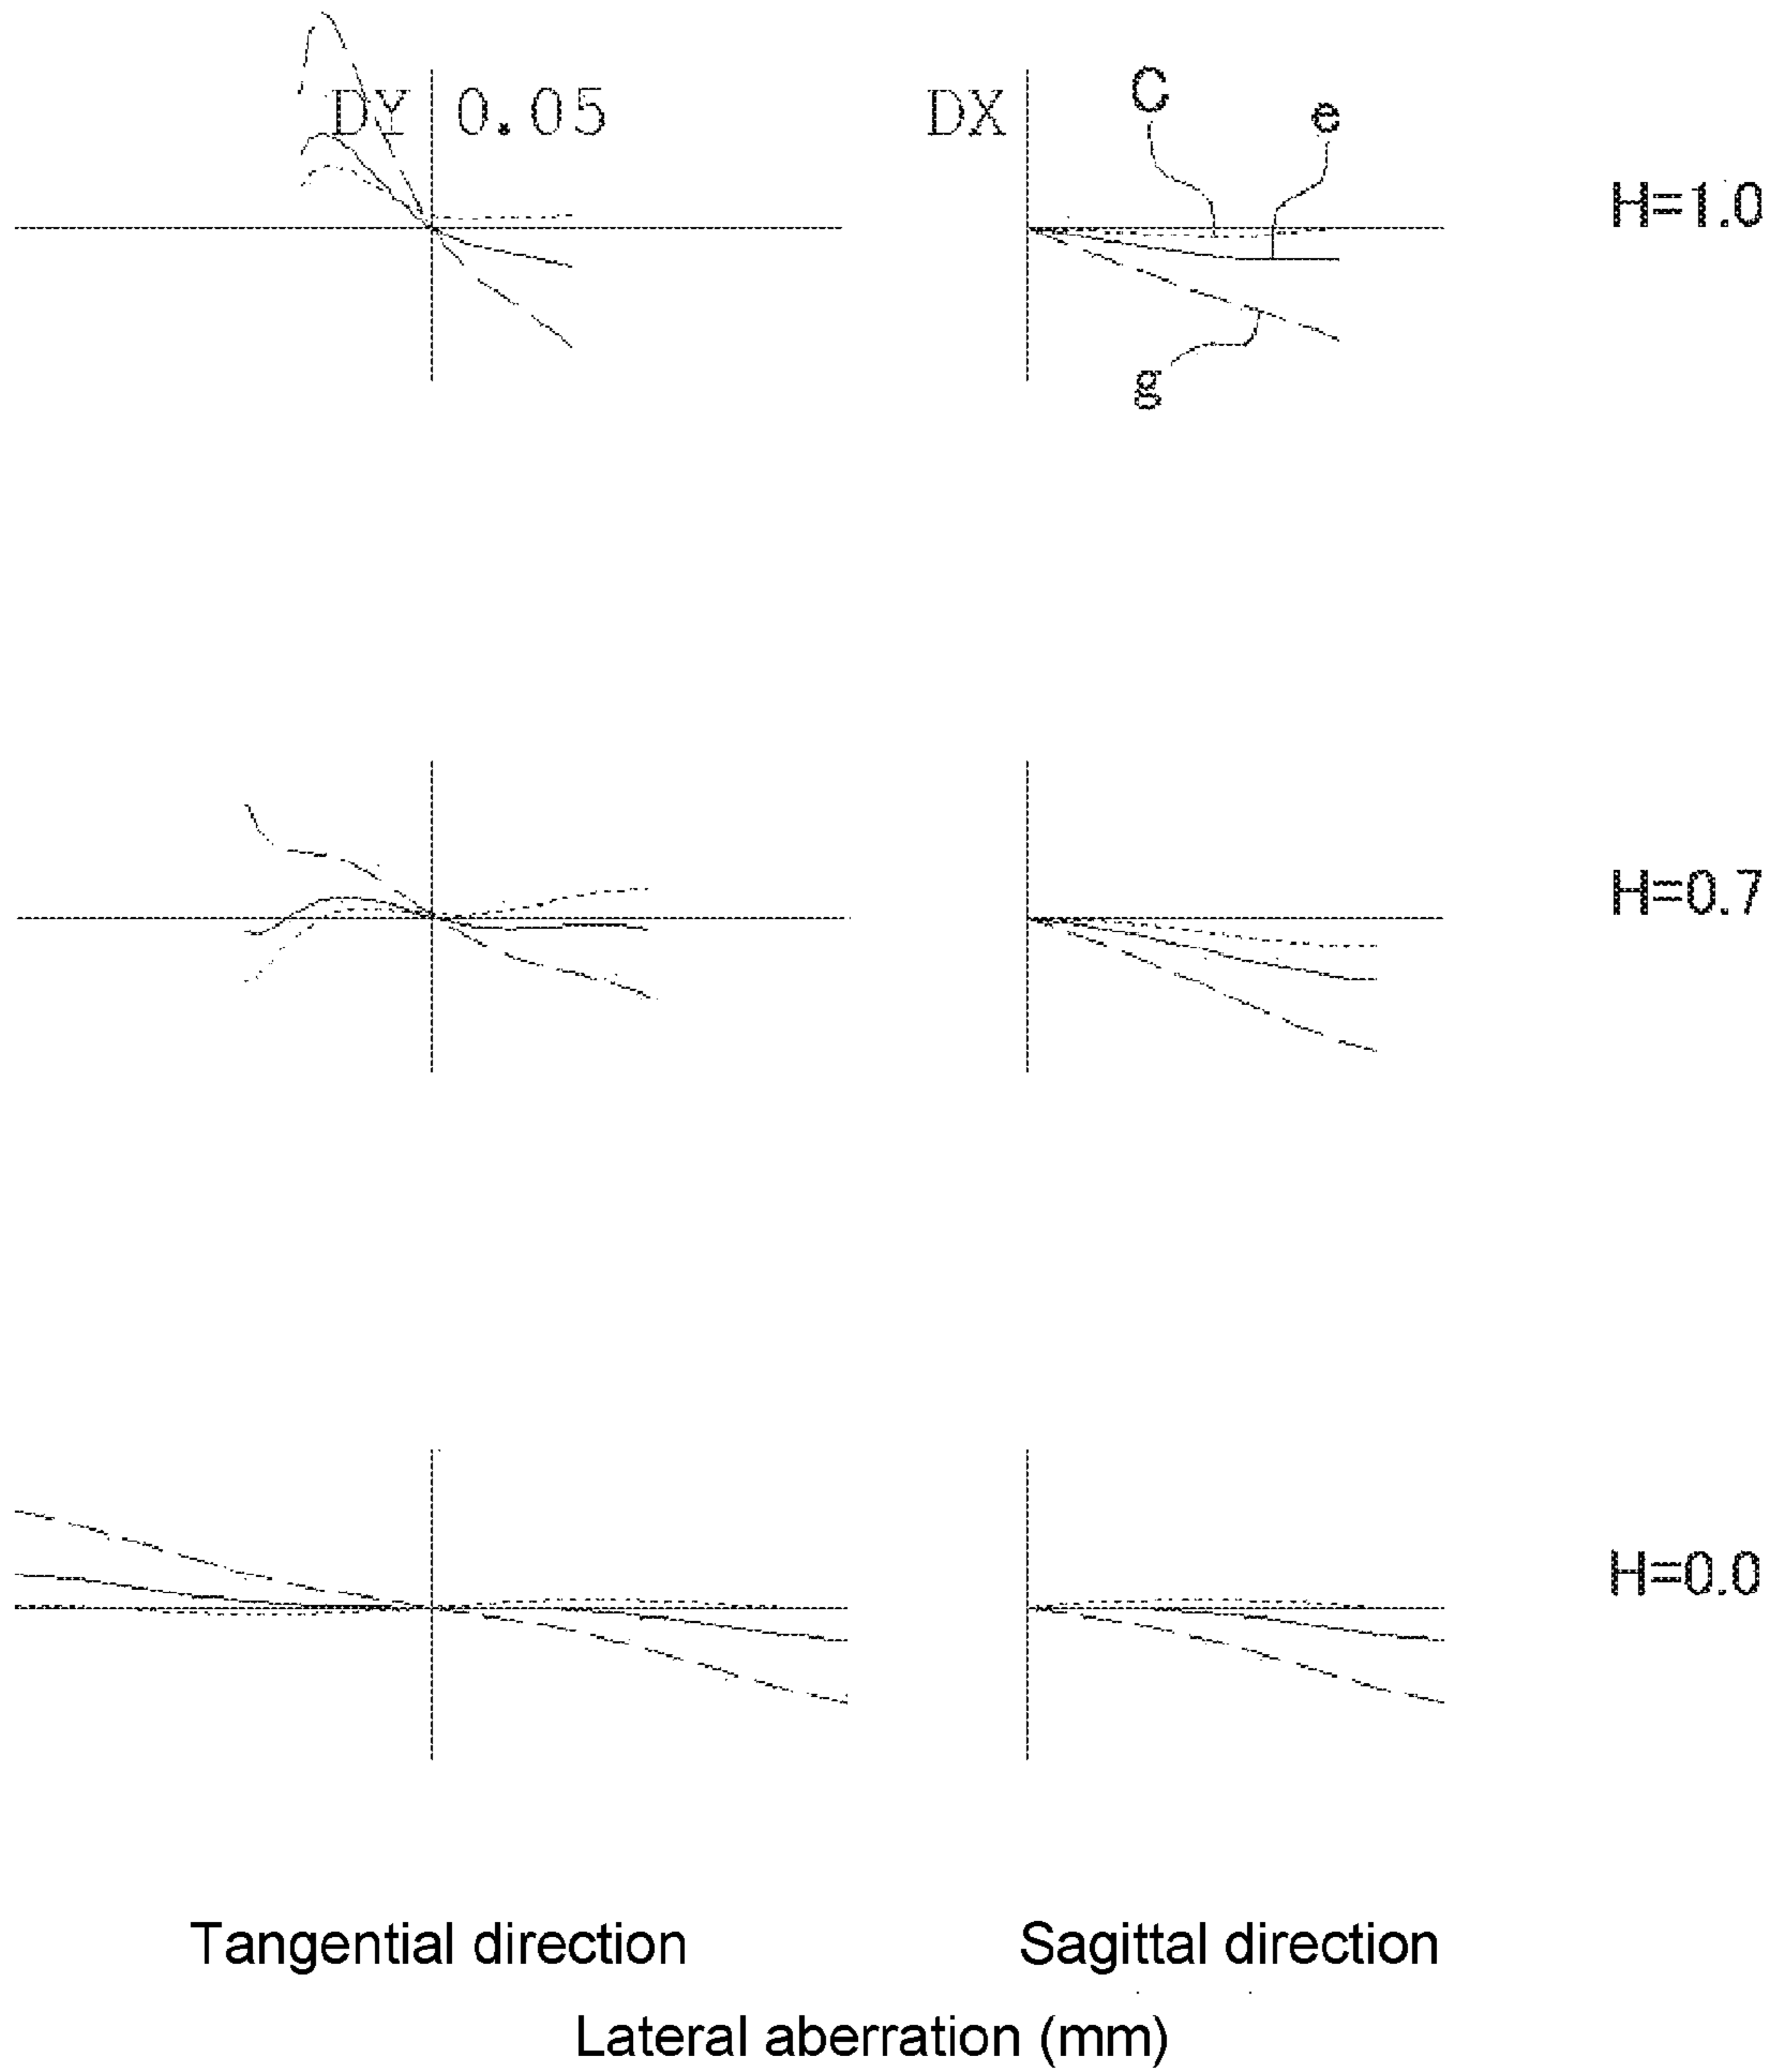 DY 0.05 DX C e
H=1.0
g
H=0.7
H=0.0
Tangential direction Sagittal direction
Lateral aberration (mm)